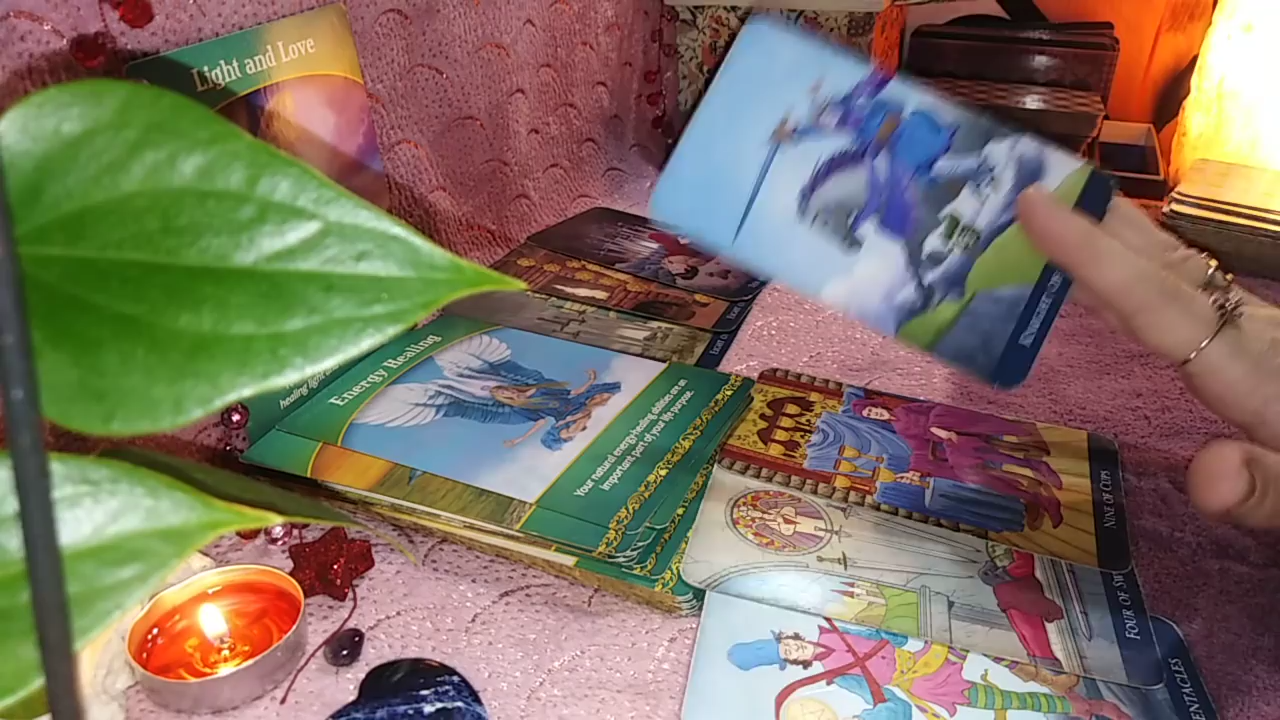 Light and Love
healing light
Energy Healing
Your natural energy-healing abilities are an
important part of your life purpose.
NINE OF CUPS
FOUR OF SW
ENTACLES